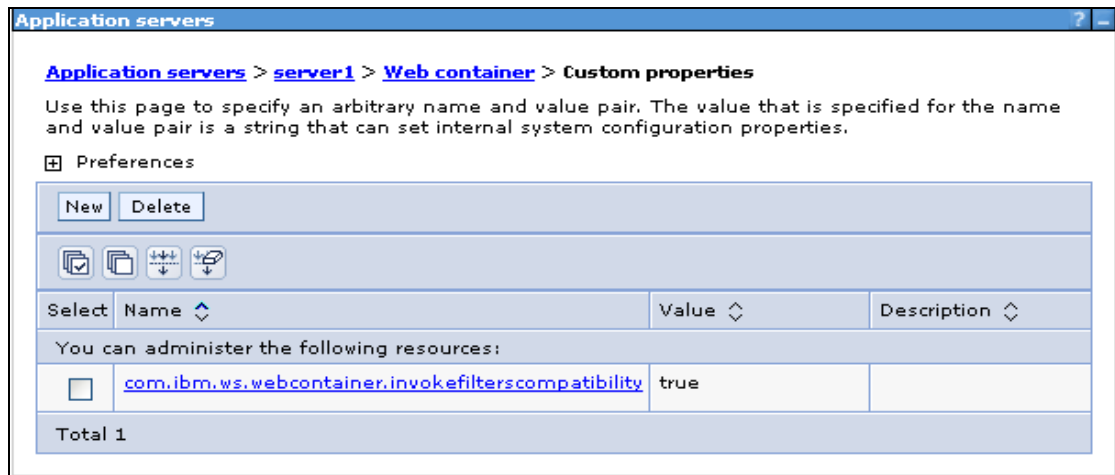 Application servers ? –
Application servers > server1 > Web container > Custom properties
Use this page to specify an arbitrary name and value pair. The value that is specified for the name
and value pair is a string that can set internal system configuration properties.
Preferences
New Delete
Select Name Value Description
You can administer the following resources:
com.ibm.ws.webcontainer.invokefilterscompatibility true
Total 1